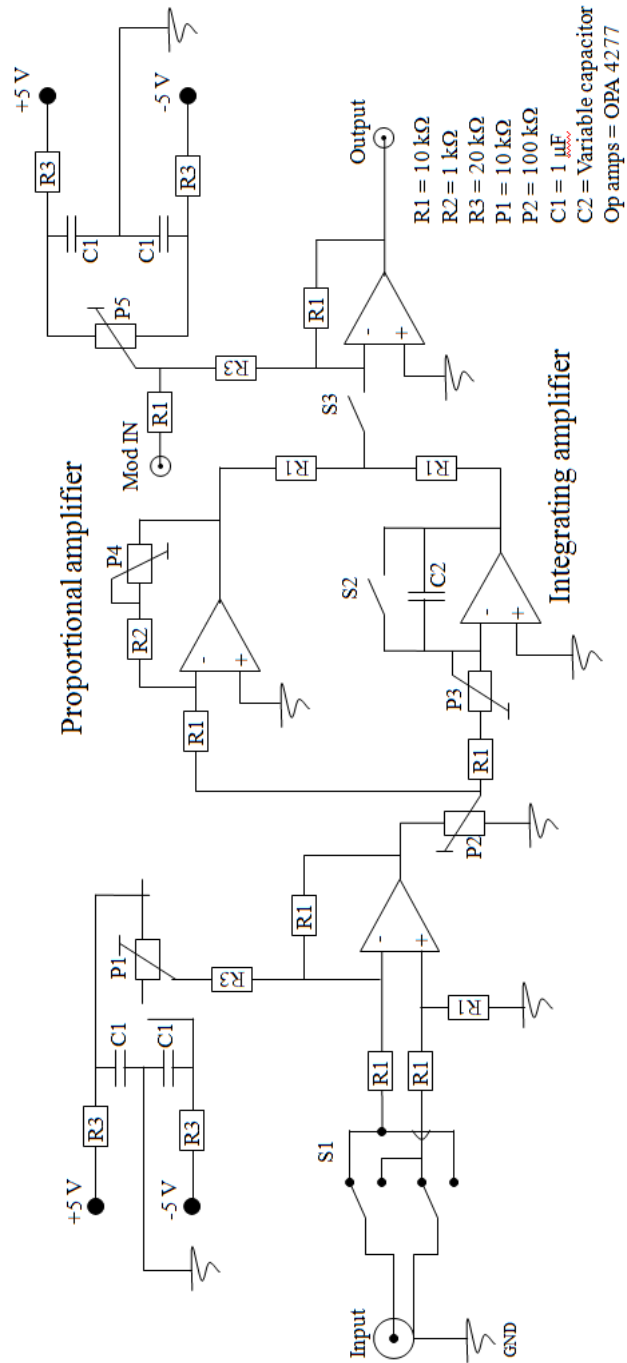 +5 V
-5 V
R3
R3
C1
C1
P1
R3
R1
Input
GND
S1
R1
R1
R1
P2
Proportional amplifier
P4
R2
R1
-
+
R1
P3
S2
C2
-
+
Integrating amplifier
R1
R1
S3
Mod IN
R1
P5
C1
C1
R3
R3
+5 V
-5 V
R3
R1
-
+
Output
-
+
R1 = 10 kΩ
R2 = 1 kΩ
R3 = 20 kΩ
P1 = 10 kΩ
P2 = 100 kΩ
C1 = 1 μF
C2 = Variable capacitor
Op amps = OPA 4277